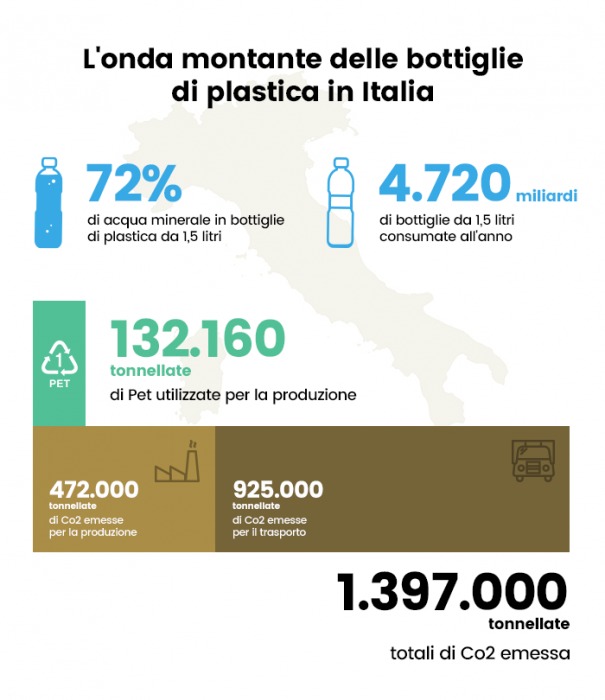 L'onda montante delle bottiglie
di plastica in Italia
72%
di acqua minerale in bottiglie
di plastica da 1,5 litri
4.720 miliardi
di bottiglie da 1,5 litri
consumate all'anno
1
PET
132.160
tonnellate
di Pet utilizzate per la produzione
472.000
tonnellate
di Co2 emesse
per la produzione
925.000
tonnellate
di Co2 emesse
per il trasporto
1.397.000
tonnellate
totali di Co2 emessa